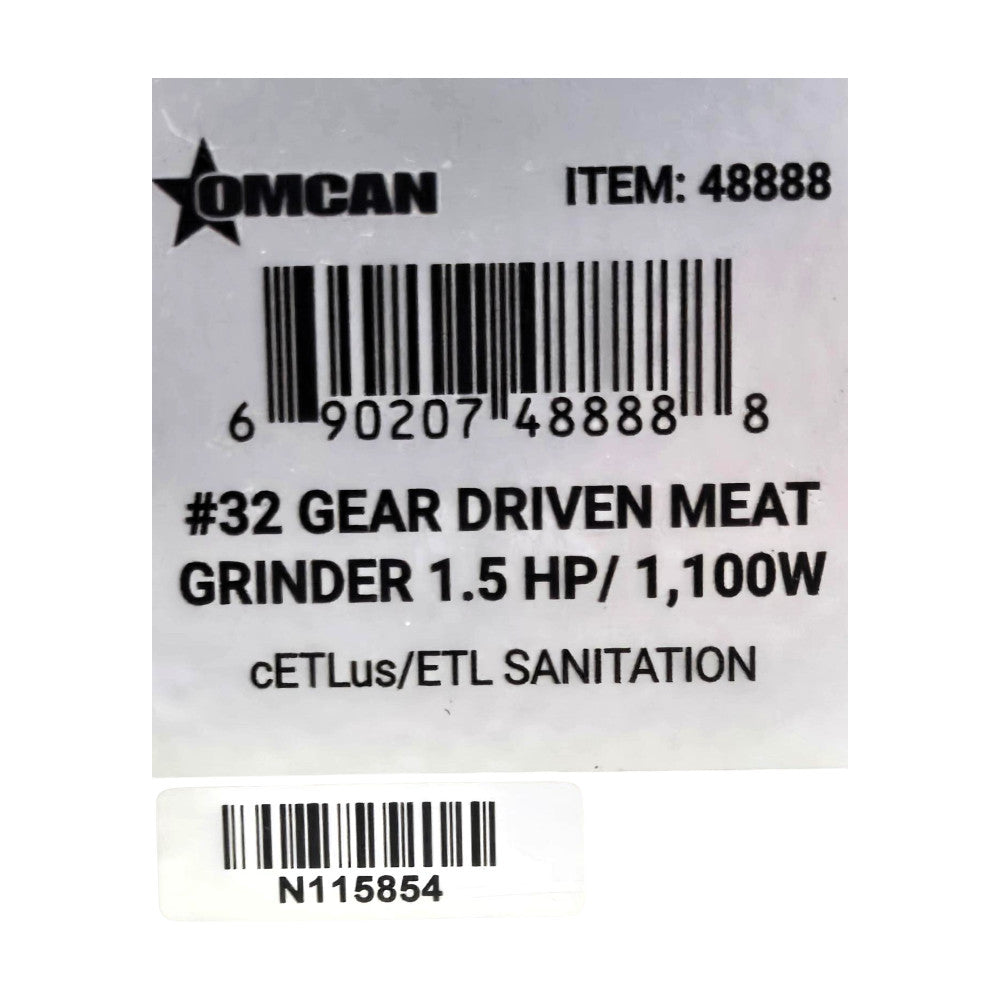 OMCAN
ITEM: 48888
6 90207 48888 8
#32 GEAR DRIVEN MEAT
GRINDER 1.5 HP/ 1,100W
cETLus/ETL SANITATION
N115854